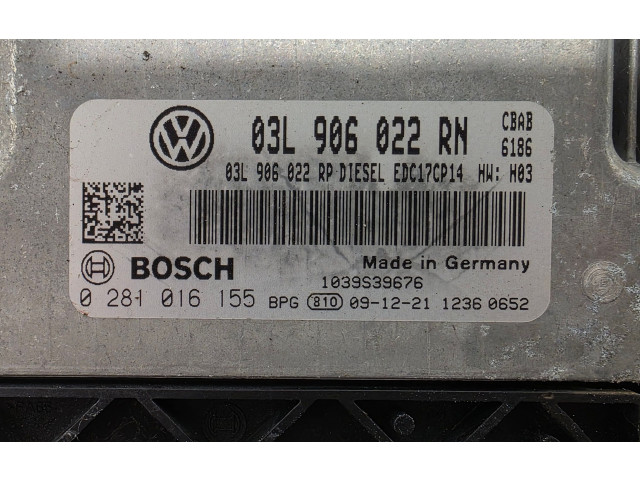 03L 906 022 RN
CBAB
6186
03L 906 022 RP DIESEL EDC17CP14 HW: H03
BOSCH
Made in Germany
1039S39676
0 281 016 155 BPG 810 09-12-21 1236 0652